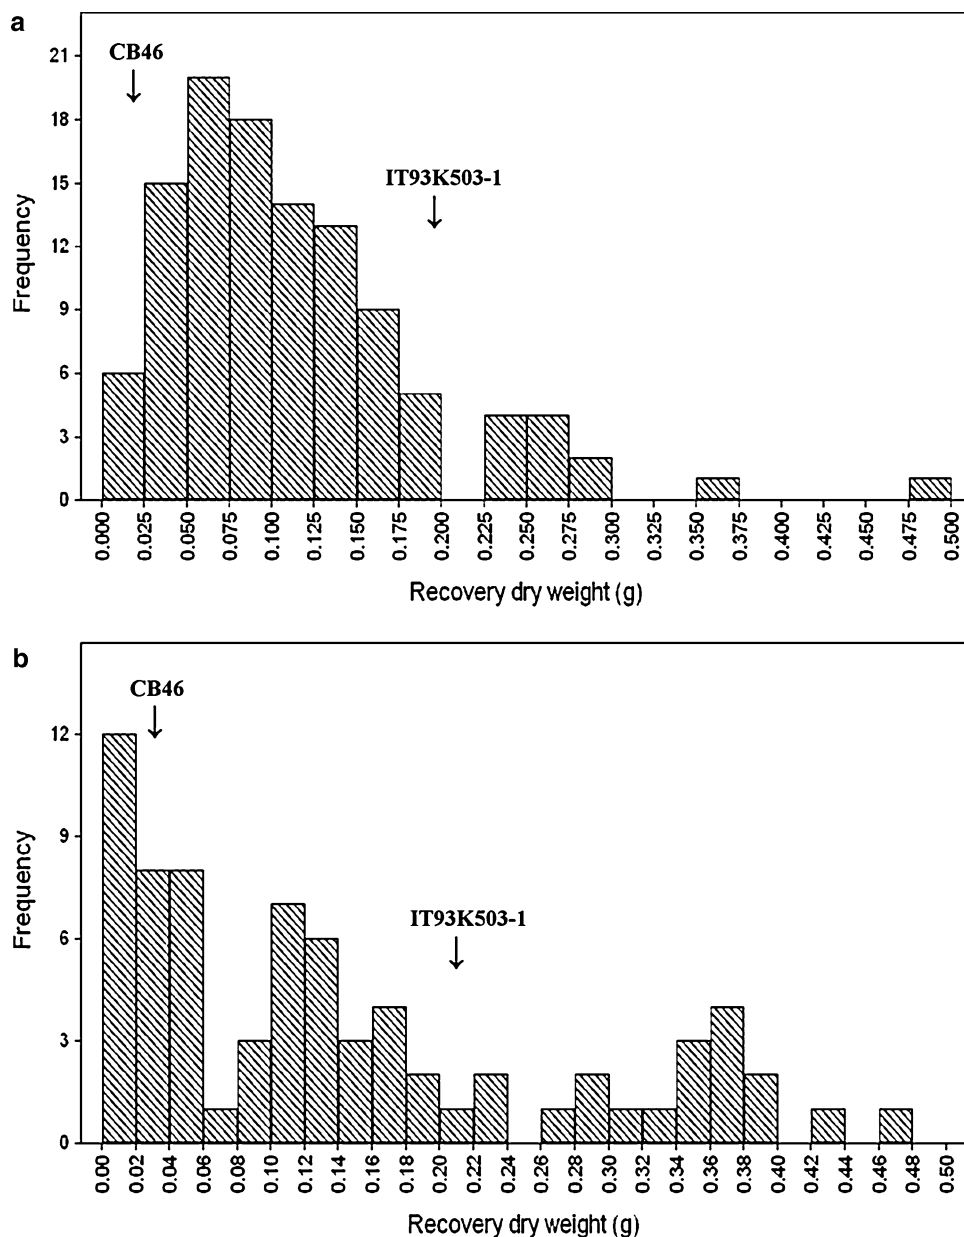 a
CB46
IT93K503-1
Frequency
21
18
15
12
9
6
3
0
0.000 0.025 0.050 0.075 0.100 0.125 0.150 0.175 0.200 0.225 0.250 0.275 0.300 0.325 0.350 0.375 0.400 0.425 0.450 0.475 0.500
Recovery dry weight (g)
b
CB46
IT93K503-1
Frequency
12
9
6
3
0
0.00 0.02 0.04 0.06 0.08 0.10 0.12 0.14 0.16 0.18 0.20 0.22 0.24 0.26 0.28 0.30 0.32 0.34 0.36 0.38 0.40 0.42 0.44 0.46 0.48 0.50
Recovery dry weight (g)